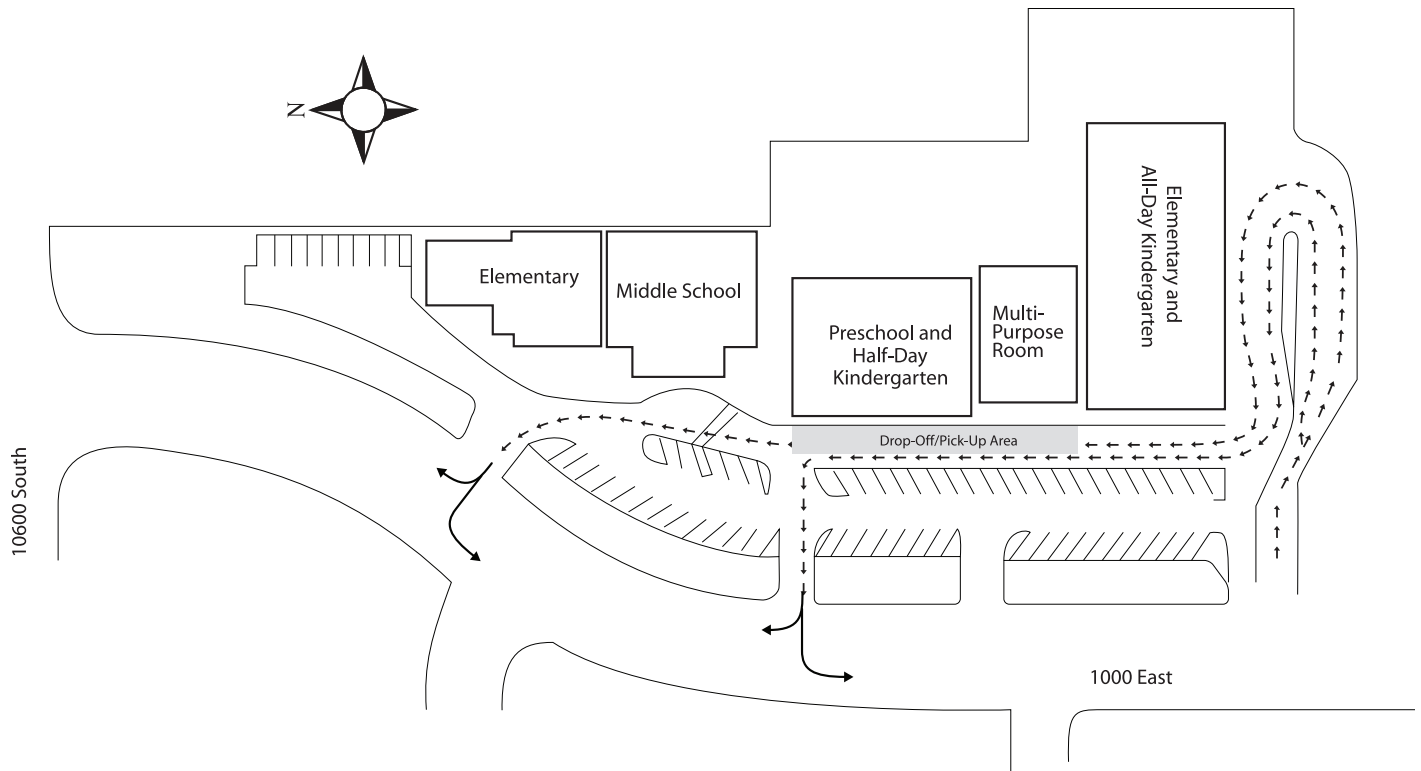 N
Elementary
Middle School
Preschool and
Half-Day
Kindergarten
Multi-
Purpose
Room
Elementary and
All-Day Kindergarten
Drop-Off/Pick-Up Area
10600 South
1000 East